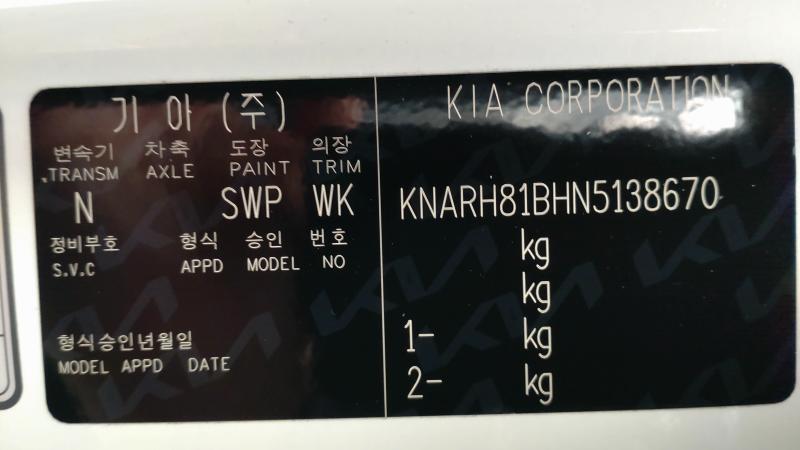 기 아 (주)
변속기 차축 도장 의장
.TRANSM AXLE PAINT TRIM
N SWP WK
정비부호 형식 승인 번호
S.V.C APPD MODEL NO
형식승인년월일
MODEL APPD DATE
KIA CORPORATION
KNARH81BHN5138670
kg
kg
1- kg
2- kg